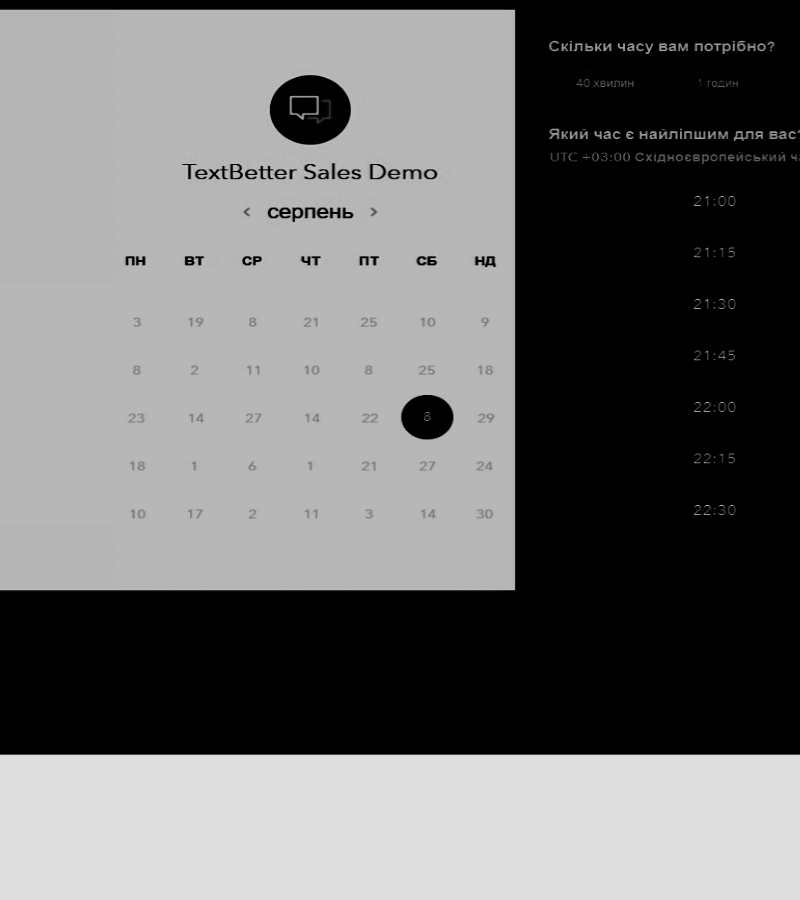 TextBetter Sales Demo
< серпень >
ПН ВТ СР ЧТ ПТ СБ НД
3 19 8 21 25 10 9
8 2 11 10 8 25 18
23 14 27 14 22 8 29
18 1 6 1 21 27 24
10 17 2 11 3 14 30
Скільки часу вам потрібно?
40 хвилин 1 годин
Який час є найліпшим для вас?
UTC +03:00 Східноєвропейський
21:00
21:15
21:30
21:45
22:00
22:15
22:30